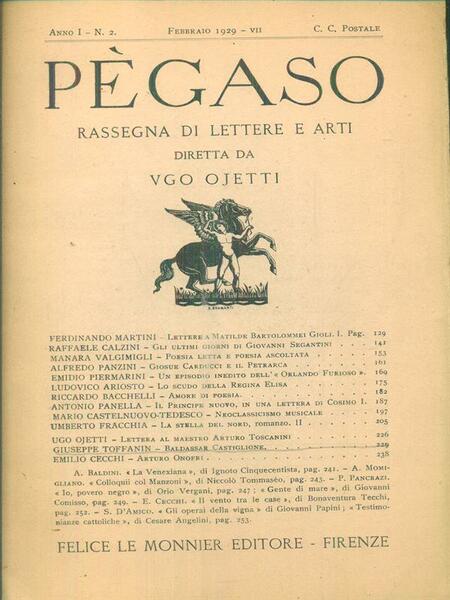 ANNO I – N. 2. FEBBRAIO 1929 – VII C. C. POSTALE
PÈGASO
RASSEGNA DI LETTERE E ARTI
DIRETTA DA
VGO OJETTI
FERDINANDO MARTINI – LETTERE A MATILDE BARTOLOMMEI GIOLI. I. Pag. 129
RAFFAELE CALZINI – GLI ULTIMI GIORNI DI GIOVANNI SEGANTINI . . . . 141
MANARA VALGIMIGLI – POESIA LETTA E POESIA ASCOLTATA . . . . 153
ALFREDO PANZINI – GIOSUE CARDUCCI E IL PETRARCA . . . . 161
EMIDIO PIERMARINI – UN EPISODIO INEDITO DELL'« ORLANDO FURIOSO ». 169
LUDOVICO ARIOSTO – LO SCUDO DELLA REGINA ELISA . . . . 175
RICCARDO BACCHELLI – AMORE DI POESIA. . . . . 182
ANTONIO PANELLA – IL PRINCIPE NUOVO, IN UNA LETTERA DI COSIMO I. 187
MARIO CASTELNUOVO-TEDESCO – NEOCLASSICISMO MUSICALE . . . . 197
UMBERTO FRACCHIA – LA STELLA DEL NORD, romanzo. II . . . . 205
UGO OJETTI – LETTERA AL MAESTRO ARTURO TOSCANINI . . . . 226
GIUSEPPE TOFFANIN – BALDASSAR CASTIGLIONE. . . . . 229
EMILIO CECCHI – ARTURO ONOFRI . . . . 238
A. BALDINI. « La Venexiana », di Ignoto Cinquecentista, pag. 241. – A. MOMI-
GLIANO. « Colloquii col Manzoni », di Niccolò Tommasèo, pag. 243. – P. PANCRAZI.
« Io, povero negro », di Orio Vergani, pag. 247 ; « Gente di mare », di Giovanni
Comisso, pag. 249. – E. CECCHI. « Il vento tra le case », di Bonaventura Tecchi,
pag. 252. – S. D'AMICO. « Gli operai della vigna » di Giovanni Papini ; « Testimo-
nianze cattoliche », di Cesare Angelini, pag. 253.
FELICE LE MONNIER EDITORE - FIRENZE